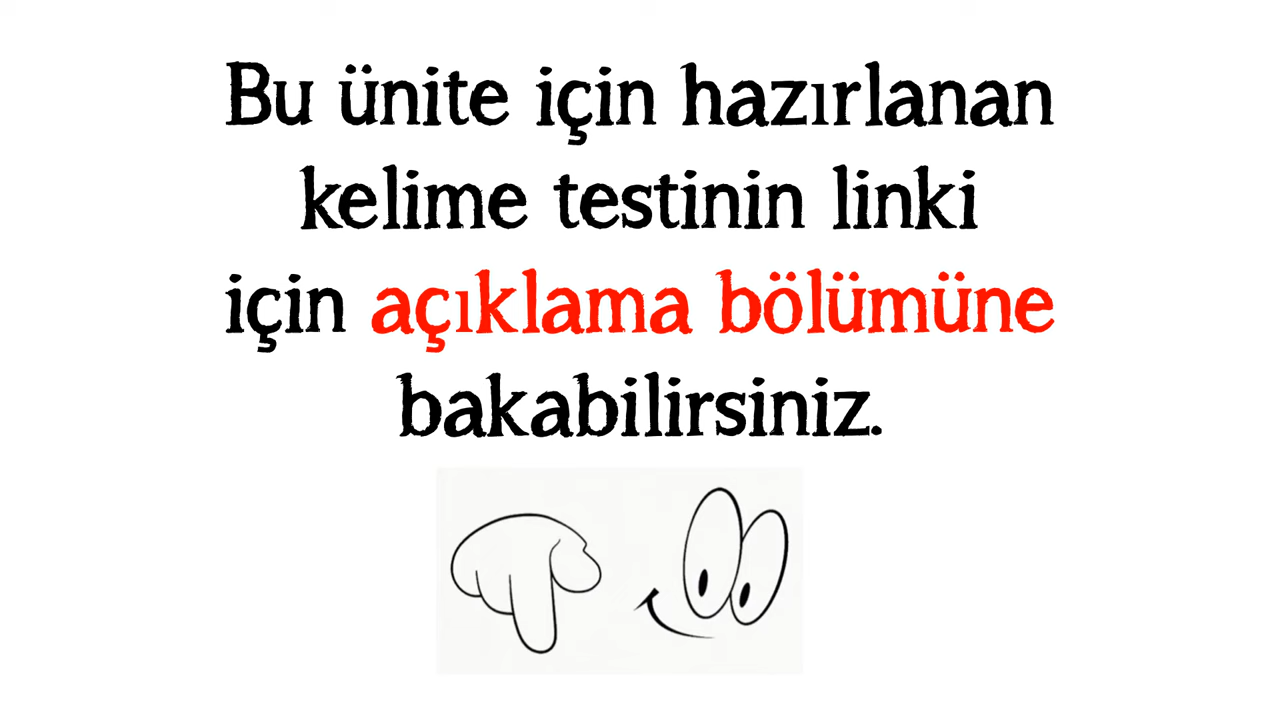 Bu ünite için hazırlanan
kelime testinin linki
için açıklama bölümüne
bakabilirsiniz.